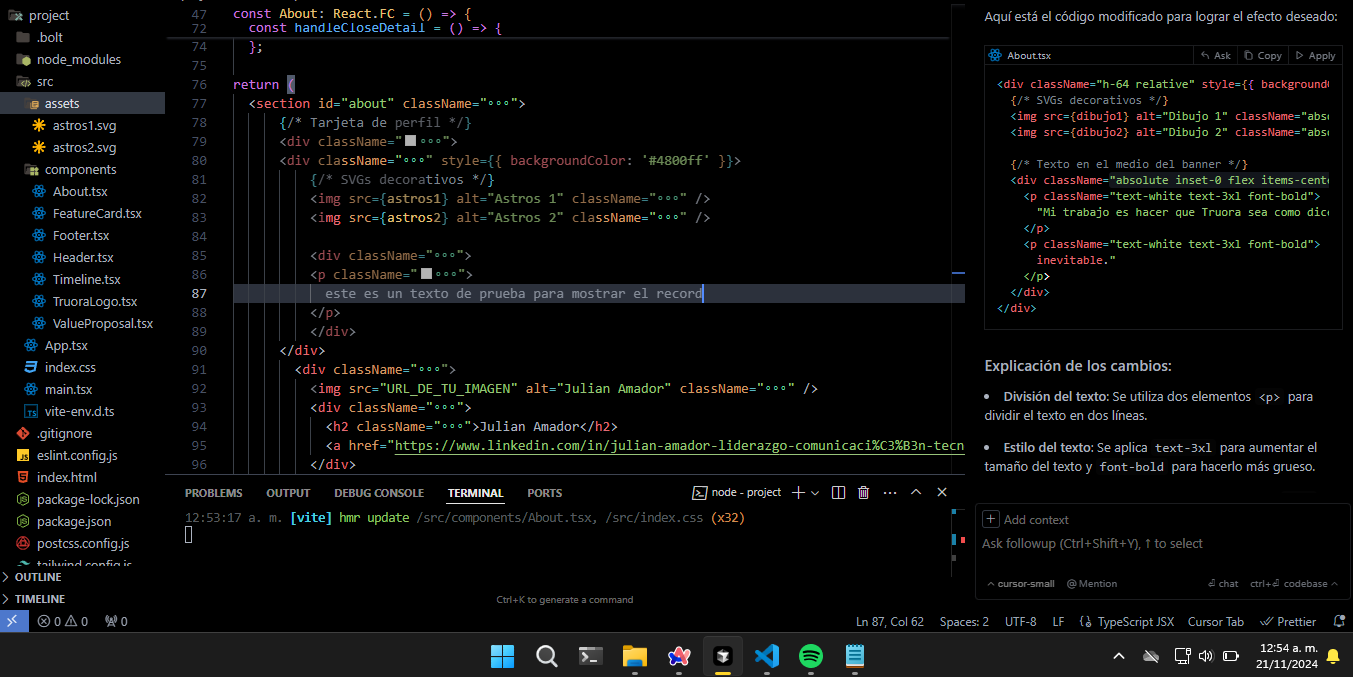 project
.bolt
node_modules
src
assets
astros1.svg
astros2.svg
components
About.tsx
FeatureCard.tsx
Footer.tsx
Header.tsx
Timeline.tsx
TruoraLogo.tsx
ValueProposal.tsx
App.tsx
index.css
main.tsx
TS vite-env.d.ts
.gitignore
JS eslint.config.js
index.html
package-lock.json
package.json
postcss.config.js
tailwind.config.js
OUTLINE
TIMELINE
47 const About: React.FC = () => {
72 const handleCloseDetail = () => {
74 };
75
76 return (
77 <section id="about" className="∘∘∘">
78 {/* Tarjeta de perfil */}
79 <div className="∘∘∘">
80 <div className="∘∘∘" style={{ backgroundColor: '#4800ff' }}>
81 {/* SVGs decorativos */}
82 <img src={astros1} alt="Astros 1" className="∘∘∘" />
83 <img src={astros2} alt="Astros 2" className="∘∘∘" />
84
85 <div className="∘∘∘">
86 <p className="∘∘∘">
87 este es un texto de prueba para mostrar el record
88 </p>
89 </div>
90 </div>
91 <div className="∘∘∘">
92 <img src="URL_DE_TU_IMAGEN" alt="Julian Amador" className="∘∘∘" />
93 <div className="∘∘∘">
94 <h2 className="∘∘∘">Julian Amador</h2>
95 <a href="https://www.linkedin.com/in/julian-amador-liderazgo-comunicaci%C3%B3n-tecn
96 </div>
PROBLEMS OUTPUT DEBUG CONSOLE TERMINAL PORTS
node - project
12:53:17 a. m. [vite] hmr update /src/components/About.tsx, /src/index.css (x32)
Ctrl+K to generate a command
Aquí está el código modificado para lograr el efecto deseado:
About.tsx Ask Copy Apply
<div className="h-64 relative" style={{ background
{/* SVGs decorativos */}
<img src={dibujo1} alt="Dibujo 1" className="abs
<img src={dibujo2} alt="Dibujo 2" className="abs
{/* Texto en el medio del banner */}
<div className="absolute inset-0 flex items-cente
<p className="text-white text-3xl font-bold">
"Mi trabajo es hacer que Truora sea como dice
</p>
<p className="text-white text-3xl font-bold">
inevitable."
</p>
</div>
</div>
Explicación de los cambios:
• División del texto: Se utiliza dos elementos <p> para
dividir el texto en dos líneas.
• Estilo del texto: Se aplica text-3xl para aumentar el
tamaño del texto y font-bold para hacerlo más grueso.
+ Add context
Ask followup (Ctrl+Shift+Y), ↑ to select
cursor-small @ Mention chat ctrl+⏎ codebase
0 0 0
Ln 87, Col 62 Spaces: 2 UTF-8 LF TypeScript JSX Cursor Tab Prettier
12:54 a. m.
21/11/2024